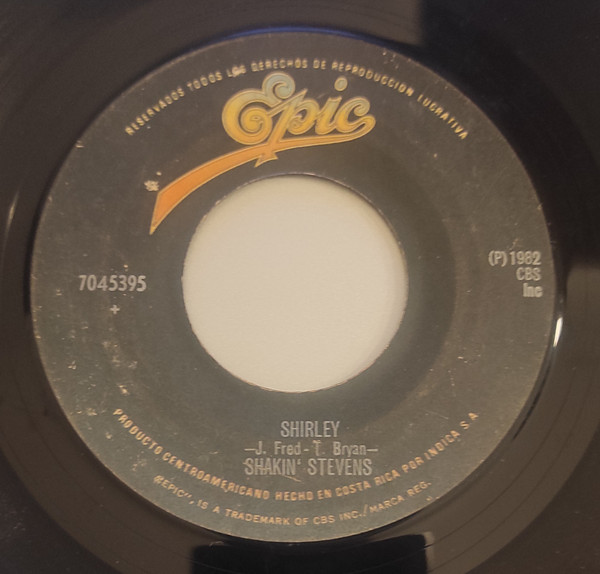 RESERVADOS TODOS LOS DERECHOS DE REPRODUCCION LUCRATIVA
Epic
7045395
(P) 1982
CBS
Inc
SHIRLEY
—J. Fred - T. Bryan—
SHAKIN' STEVENS
PRODUCTO CENTROAMERICANO HECHO EN COSTA RICA POR INDICA S.A
"EPIC", IS A TRADEMARK OF CBS INC./ MARCA REG.